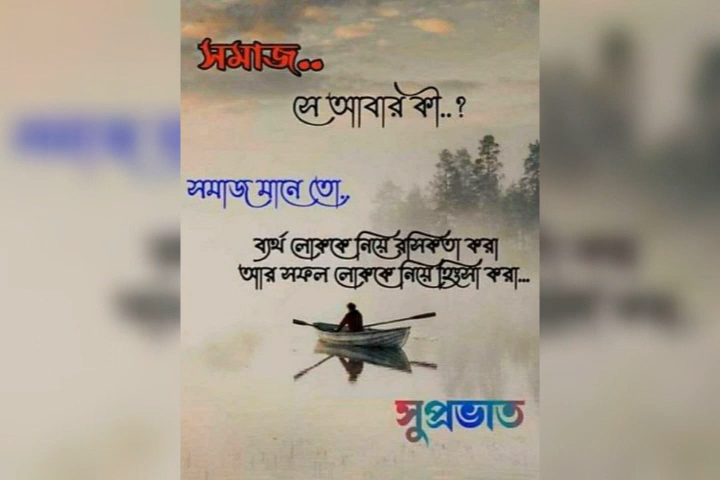 সমাজ..
সে আবার কী..?
সমাজ মানে তো,,
ব্যর্থ লোককে নিয়ে রসিকতা করা
আর সফল লোককে নিয়ে হিংসা করা...
সুপ্রভাত